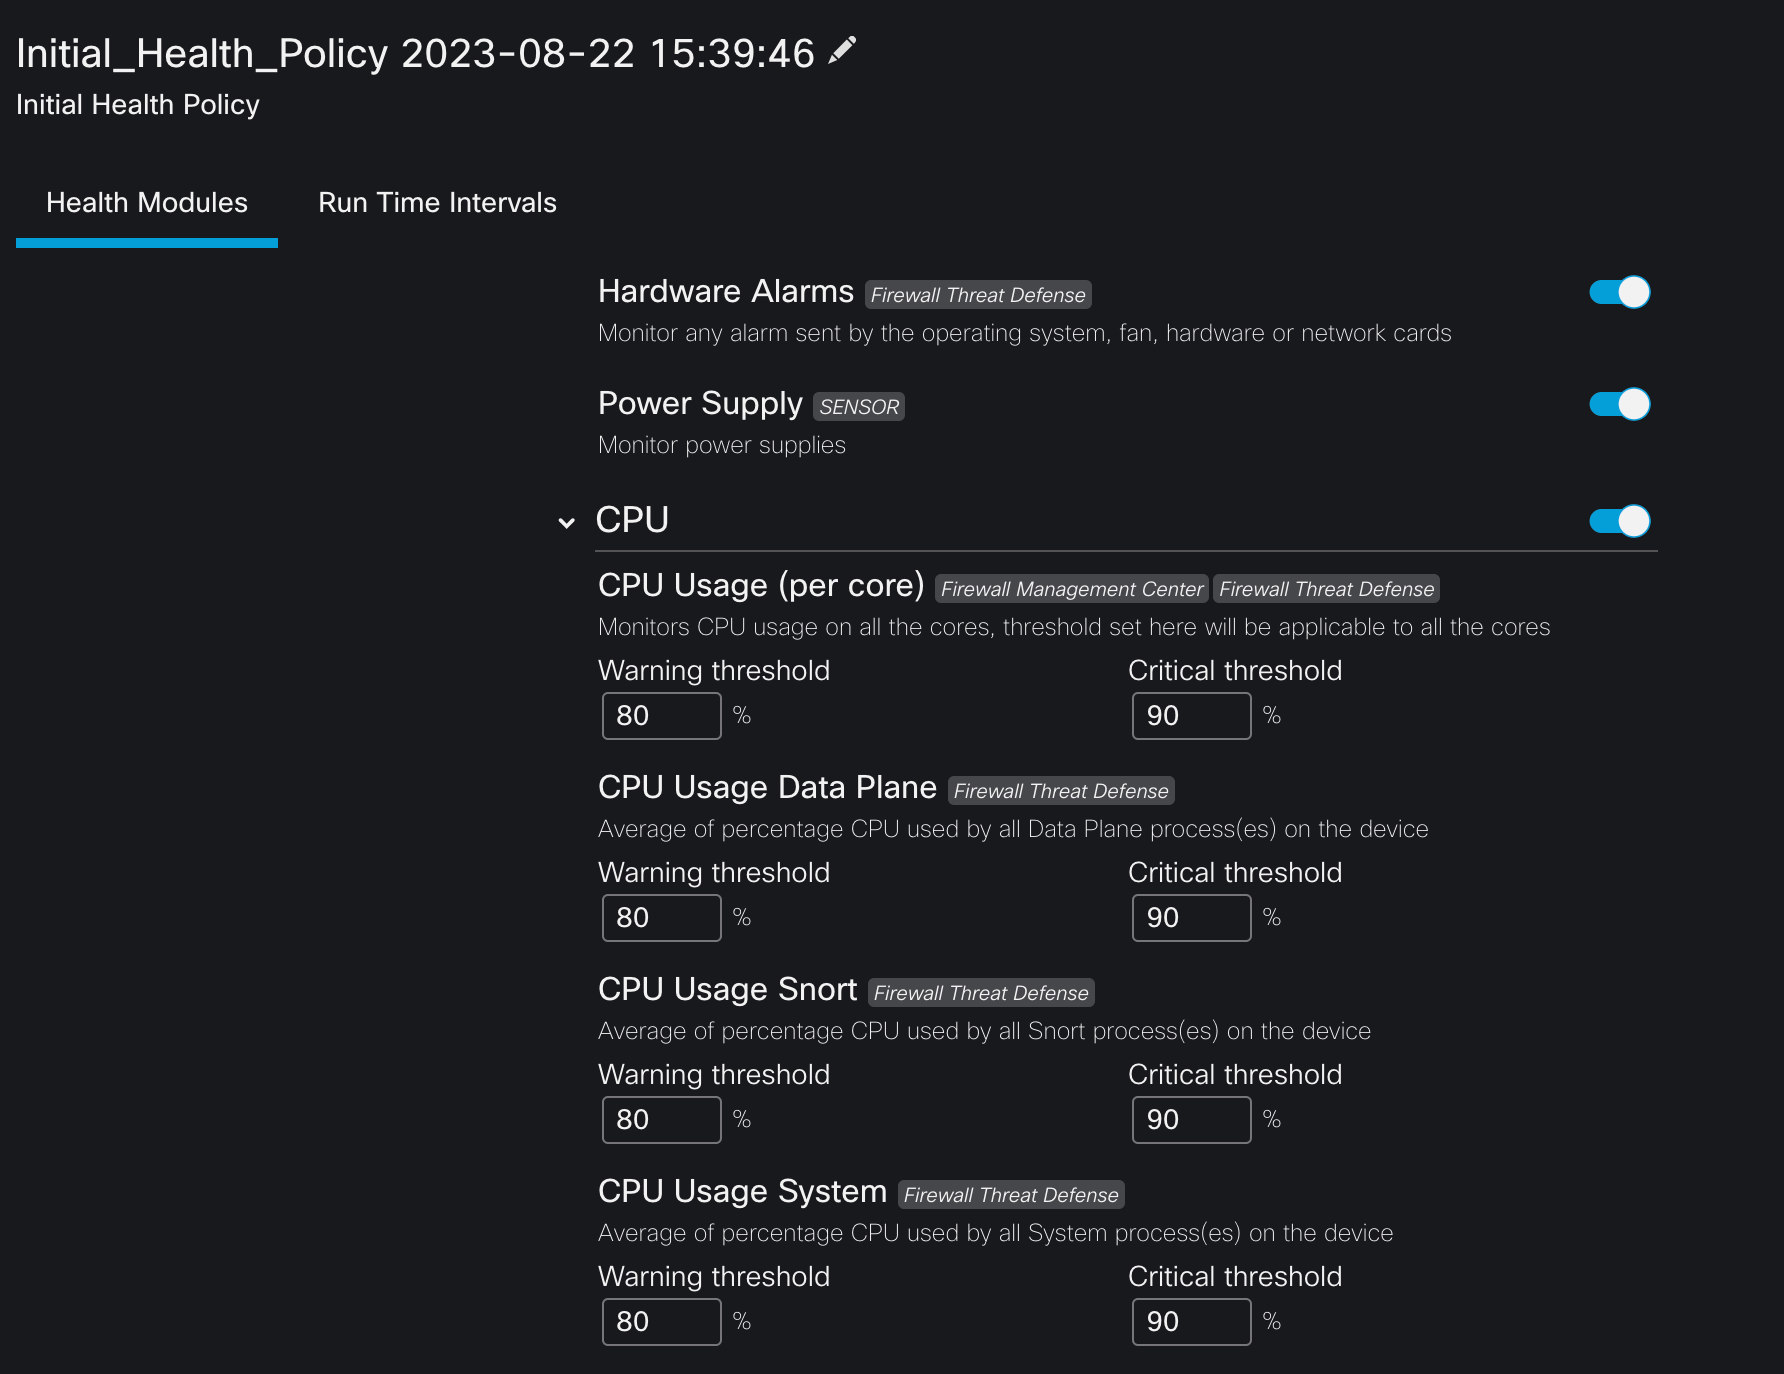 Initial_Health_Policy 2023-08-22 15:39:46
Initial Health Policy
Health Modules Run Time Intervals
Hardware Alarms Firewall Threat Defense
Monitor any alarm sent by the operating system, fan, hardware or network cards
Power Supply SENSOR
Monitor power supplies
CPU
CPU Usage (per core) Firewall Management Center Firewall Threat Defense
Monitors CPU usage on all the cores, threshold set here will be applicable to all the cores
Warning threshold Critical threshold
80 % 90 %
CPU Usage Data Plane Firewall Threat Defense
Average of percentage CPU used by all Data Plane process(es) on the device
Warning threshold Critical threshold
80 % 90 %
CPU Usage Snort Firewall Threat Defense
Average of percentage CPU used by all Snort process(es) on the device
Warning threshold Critical threshold
80 % 90 %
CPU Usage System Firewall Threat Defense
Average of percentage CPU used by all System process(es) on the device
Warning threshold Critical threshold
80 % 90 %